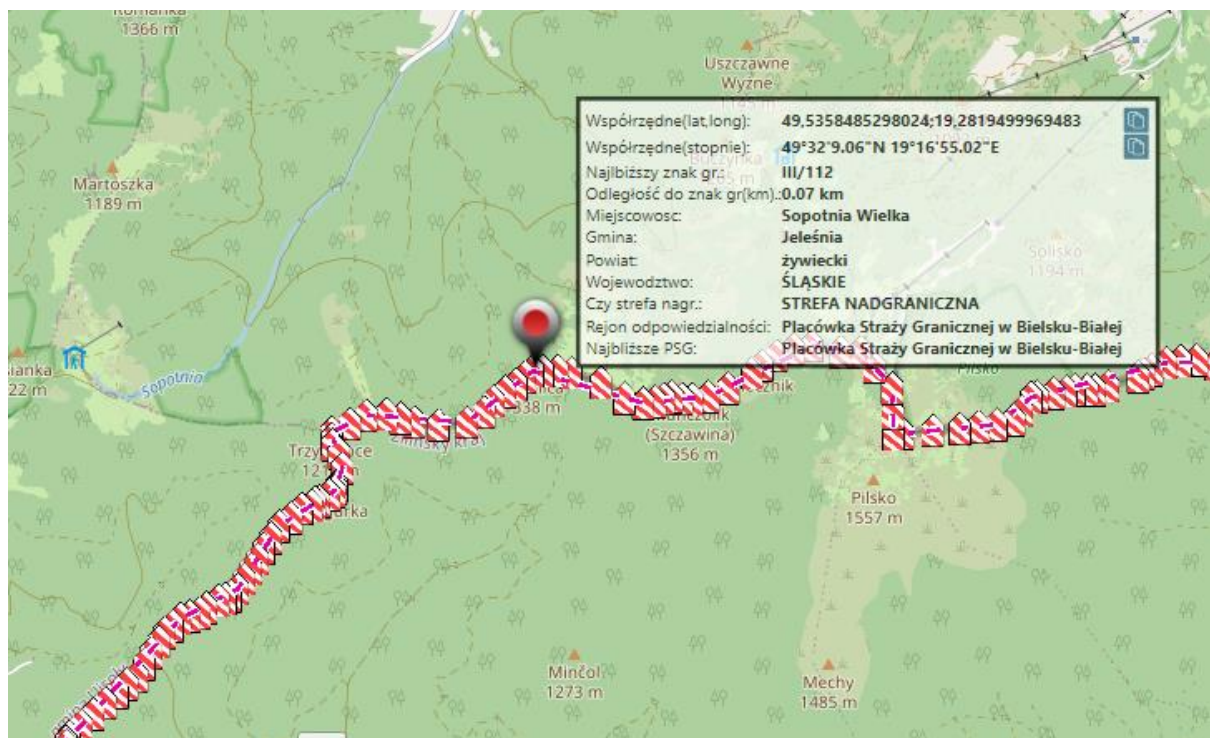 1366 m
Uszczawne
Wyżne
Współrzędne(lat,long): 49,5358485298024;19,2819499969483
Współrzędne(stopnie): 49°32'9.06"N 19°16'55.02"E
Najlbiższy znak gr.: III/112
Odległość do znak gr(km).:0.07 km
Miejscowosc: Sopotnia Wielka
Gmina: Jeleśnia
Powiat: żywiecki
Wojewodztwo: ŚLĄSKIE
Czy strefa nagr.: STREFA NADGRANICZNA
Rejon odpowiedzialności: Placówka Straży Granicznej w Bielsku-Białej
Najbliższe PSG: Placówka Straży Granicznej w Bielsku-Białej
Martoszka
1189 m
Solisko
1194 m
Sopotnia
Pilsko
(Szczawina)
1356 m
Pilsko
1557 m
Minčol
1273 m
Mechy
1485 m